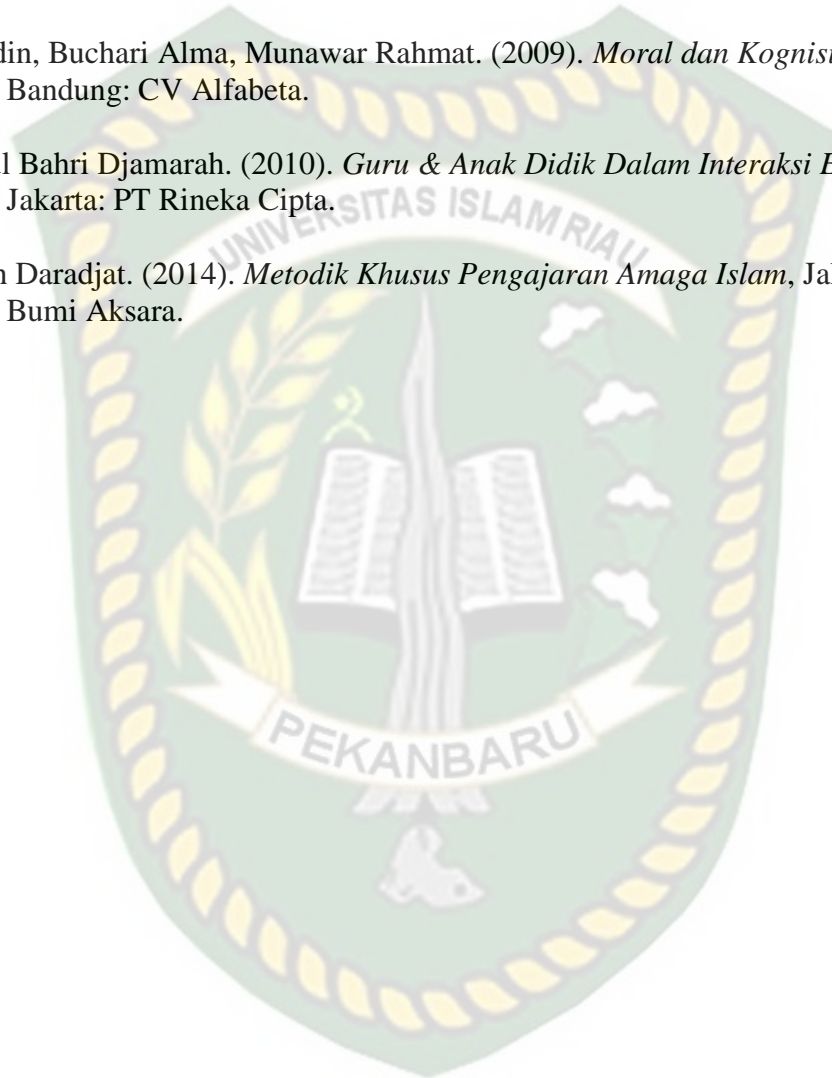 din, Buchari Alma, Munawar Rahmat. (2009). Moral dan Kognisi
Bandung: CV Alfabeta.
l Bahri Djamarah. (2010). Guru & Anak Didik Dalam Interaksi E
Jakarta: PT Rineka Cipta.
UNIVERSITAS ISLAM RIAU
n Daradjat. (2014). Metodik Khusus Pengajaran Amaga Islam, Jal
Bumi Aksara.
PEKANBARU